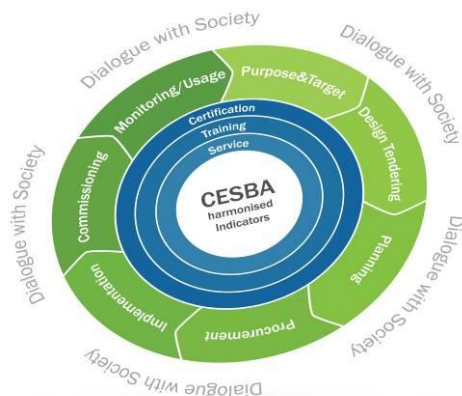 Dialogue with Society
Dialogue with Society
Dialogue with Society
Dialogue with Society
Dialogue with Society
Purpose&Target
Design Tendering
Planning
Procurement
Implementation
Commissioning
Monitoring/Usage
Certification
Training
Service
CESBA
harmonised
Indicators